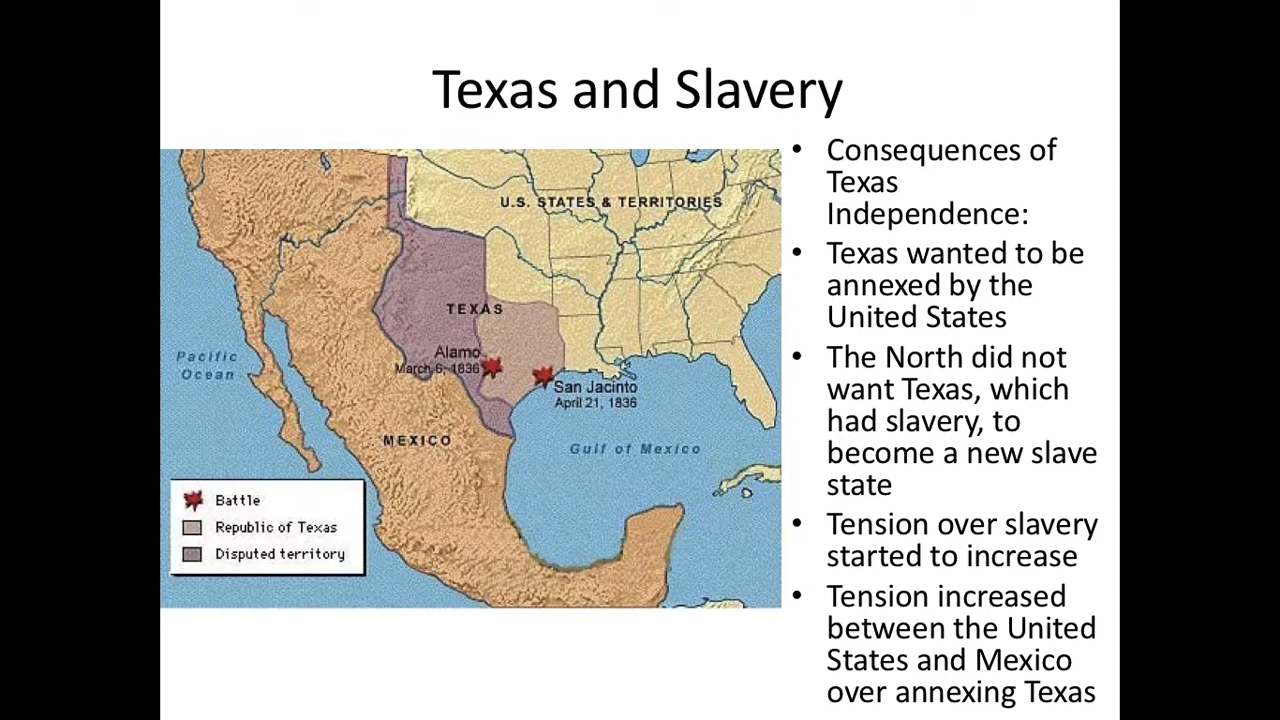 Texas and Slavery
U.S. STATES & TERRITORIES
TEXAS
Alamo
March 6, 1836
San Jacinto
April 21, 1836
Pacific
Ocean
MEXICO
Gulf of Mexico
Battle
Republic of Texas
Disputed territory
• Consequences of
Texas
Independence:
• Texas wanted to be
annexed by the
United States
• The North did not
want Texas, which
had slavery, to
become a new slave
state
• Tension over slavery
started to increase
• Tension increased
between the United
States and Mexico
over annexing Texas